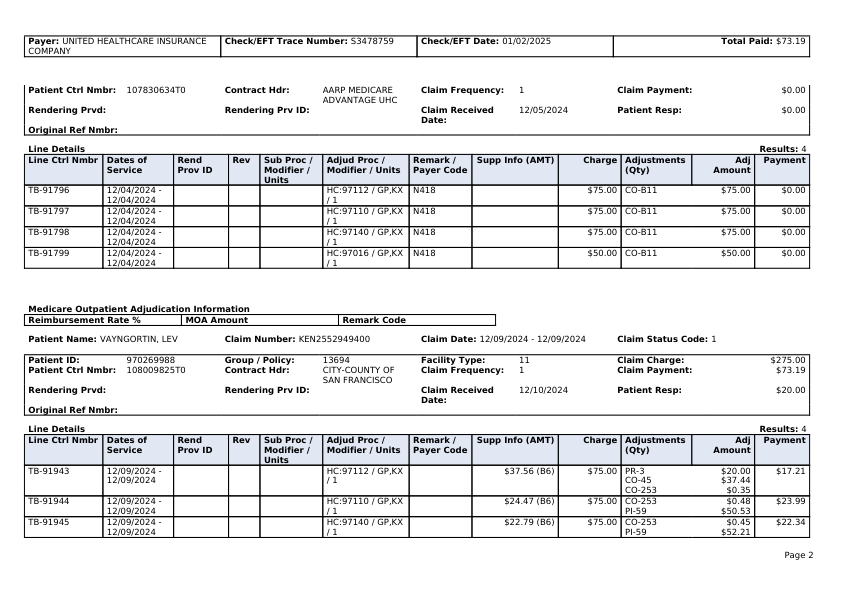 Payer: UNITED HEALTHCARE INSURANCE COMPANY Check/EFT Trace Number: S3478759 Check/EFT Date: 01/02/2025 Total Paid: $73.19
Patient Ctrl Nmbr: 107830634T0 Contract Hdr: AARP MEDICARE ADVANTAGE UHC Claim Frequency: 1 Claim Payment: $0.00
Rendering Prvd: Rendering Prv ID: Claim Received Date: 12/05/2024 Patient Resp: $0.00
Original Ref Nmbr:
Line Details Results: 4
Line Ctrl Nmbr Dates of Service Rend Prov ID Rev Sub Proc / Modifier / Units Adjud Proc / Modifier / Units Remark / Payer Code Supp Info (AMT) Charge Adjustments (Qty) Adj Amount Payment
TB-91796 12/04/2024 - 12/04/2024 HC:97112 / GP,KX / 1 N418 $75.00 CO-B11 $75.00 $0.00
TB-91797 12/04/2024 - 12/04/2024 HC:97110 / GP,KX / 1 N418 $75.00 CO-B11 $75.00 $0.00
TB-91798 12/04/2024 - 12/04/2024 HC:97140 / GP,KX / 1 N418 $75.00 CO-B11 $75.00 $0.00
TB-91799 12/04/2024 - 12/04/2024 HC:97016 / GP,KX / 1 N418 $50.00 CO-B11 $50.00 $0.00
Medicare Outpatient Adjudication Information
Reimbursement Rate % MOA Amount Remark Code
Patient Name: VAYNGORTIN, LEV Claim Number: KEN2552949400 Claim Date: 12/09/2024 - 12/09/2024 Claim Status Code: 1
Patient ID: 970269988 Group / Policy: 13694 Facility Type: 11 Claim Charge: $275.00
Patient Ctrl Nmbr: 108009825T0 Contract Hdr: CITY-COUNTY OF SAN FRANCISCO Claim Frequency: 1 Claim Payment: $73.19
Rendering Prvd: Rendering Prv ID: Claim Received Date: 12/10/2024 Patient Resp: $20.00
Original Ref Nmbr:
Line Details Results: 4
Line Ctrl Nmbr Dates of Service Rend Prov ID Rev Sub Proc / Modifier / Units Adjud Proc / Modifier / Units Remark / Payer Code Supp Info (AMT) Charge Adjustments (Qty) Adj Amount Payment
TB-91943 12/09/2024 - 12/09/2024 HC:97112 / GP,KX / 1 $37.56 (B6) $75.00 PR-3 $20.00 $17.21
CO-45 $37.44
CO-253 $0.35
TB-91944 12/09/2024 - 12/09/2024 HC:97110 / GP,KX / 1 $24.47 (B6) $75.00 CO-253 $0.48 $23.99
PI-59 $50.53
TB-91945 12/09/2024 - 12/09/2024 HC:97140 / GP,KX / 1 $22.79 (B6) $75.00 CO-253 $0.45 $22.34
PI-59 $52.21
Page 2